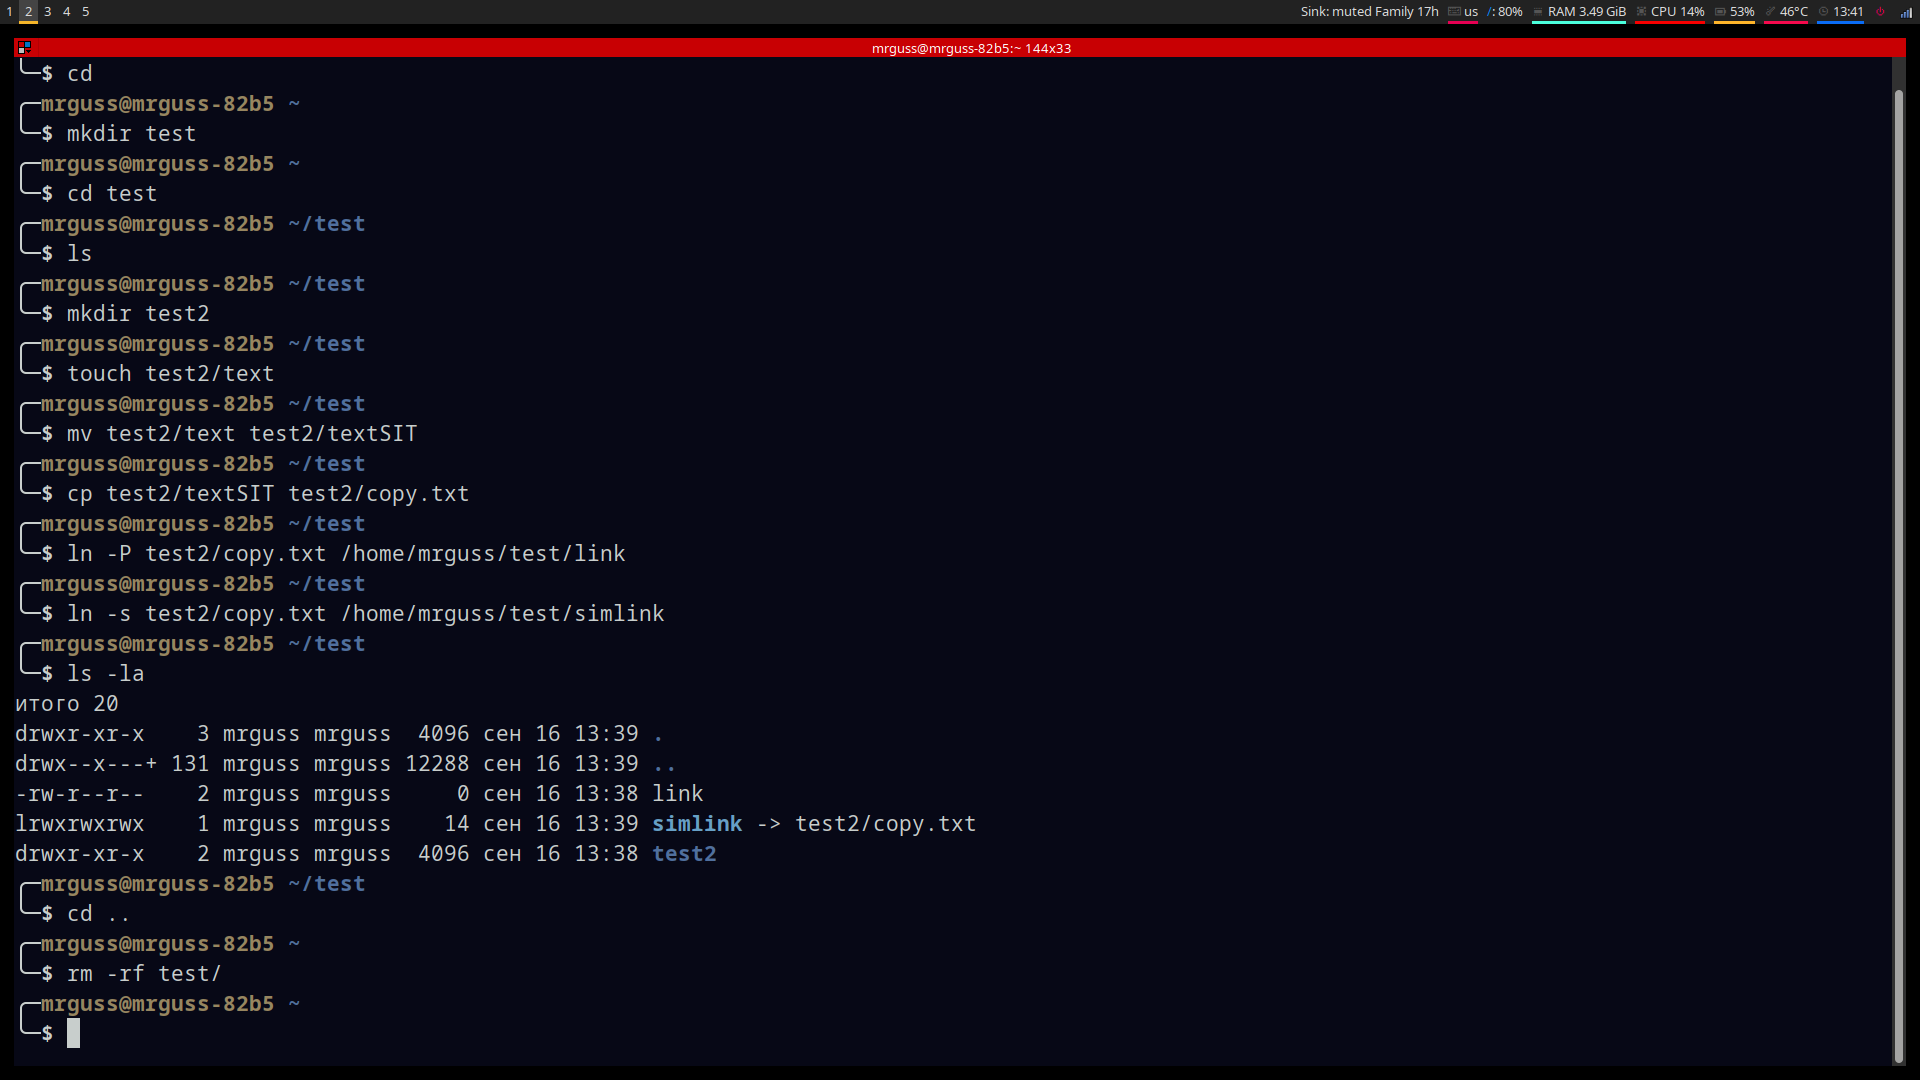 1 2 3 4 5 Sink: muted Family 17h us /: 80% RAM 3.49 GiB CPU 14% 53% 46°C 13:41
mrguss@mrguss-82b5:~ 144x33
$ cd
mrguss@mrguss-82b5 ~
$ mkdir test
mrguss@mrguss-82b5 ~
$ cd test
mrguss@mrguss-82b5 ~/test
$ ls
mrguss@mrguss-82b5 ~/test
$ mkdir test2
mrguss@mrguss-82b5 ~/test
$ touch test2/text
mrguss@mrguss-82b5 ~/test
$ mv test2/text test2/textSIT
mrguss@mrguss-82b5 ~/test
$ cp test2/textSIT test2/copy.txt
mrguss@mrguss-82b5 ~/test
$ ln -P test2/copy.txt /home/mrguss/test/link
mrguss@mrguss-82b5 ~/test
$ ln -s test2/copy.txt /home/mrguss/test/simlink
mrguss@mrguss-82b5 ~/test
$ ls -la
итого 20
drwxr-xr-x    3 mrguss mrguss  4096 сен 16 13:39 .
drwx--x---+ 131 mrguss mrguss 12288 сен 16 13:39 ..
-rw-r--r--    2 mrguss mrguss     0 сен 16 13:38 link
lrwxrwxrwx    1 mrguss mrguss    14 сен 16 13:39 simlink -> test2/copy.txt
drwxr-xr-x    2 mrguss mrguss  4096 сен 16 13:38 test2
mrguss@mrguss-82b5 ~/test
$ cd ..
mrguss@mrguss-82b5 ~
$ rm -rf test/
mrguss@mrguss-82b5 ~
$